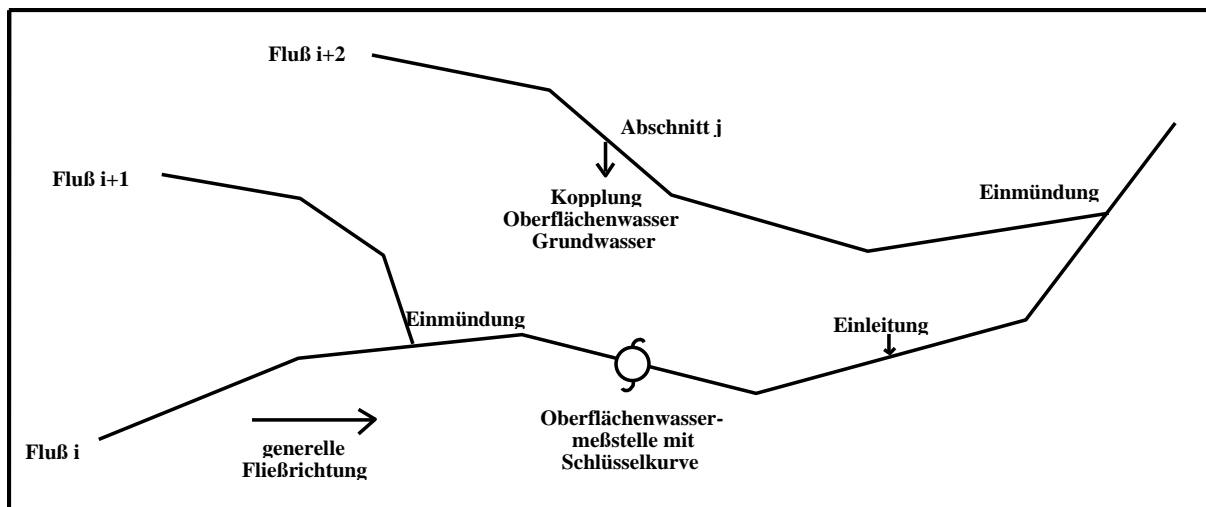 Fluß i+2
Abschnitt j
Fluß i+1
Kopplung
Oberflächenwasser
Grundwasser
Einmündung
Einmündung
Einleitung
Fluß i
generelle
Fließrichtung
Oberflächenwasser-
meßstelle mit
Schlüsselkurve